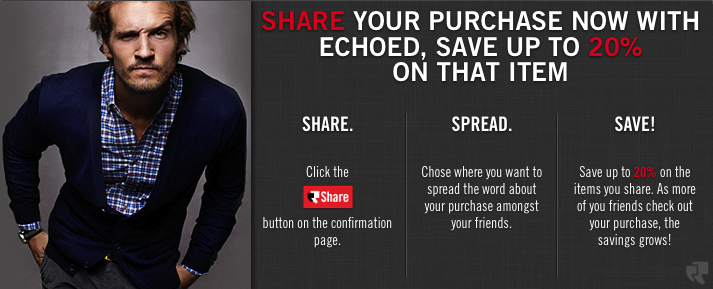 SHARE YOUR PURCHASE NOW WITH
ECHOED, SAVE UP TO 20%
ON THAT ITEM
SHARE.
Click the
Share
button on the confirmation
page.
SPREAD.
Chose where you want to
spread the word about
your purchase amongst
your friends.
SAVE!
Save up to 20% on the
items you share. As more
of you friends check out
your purchase, the
savings grows!